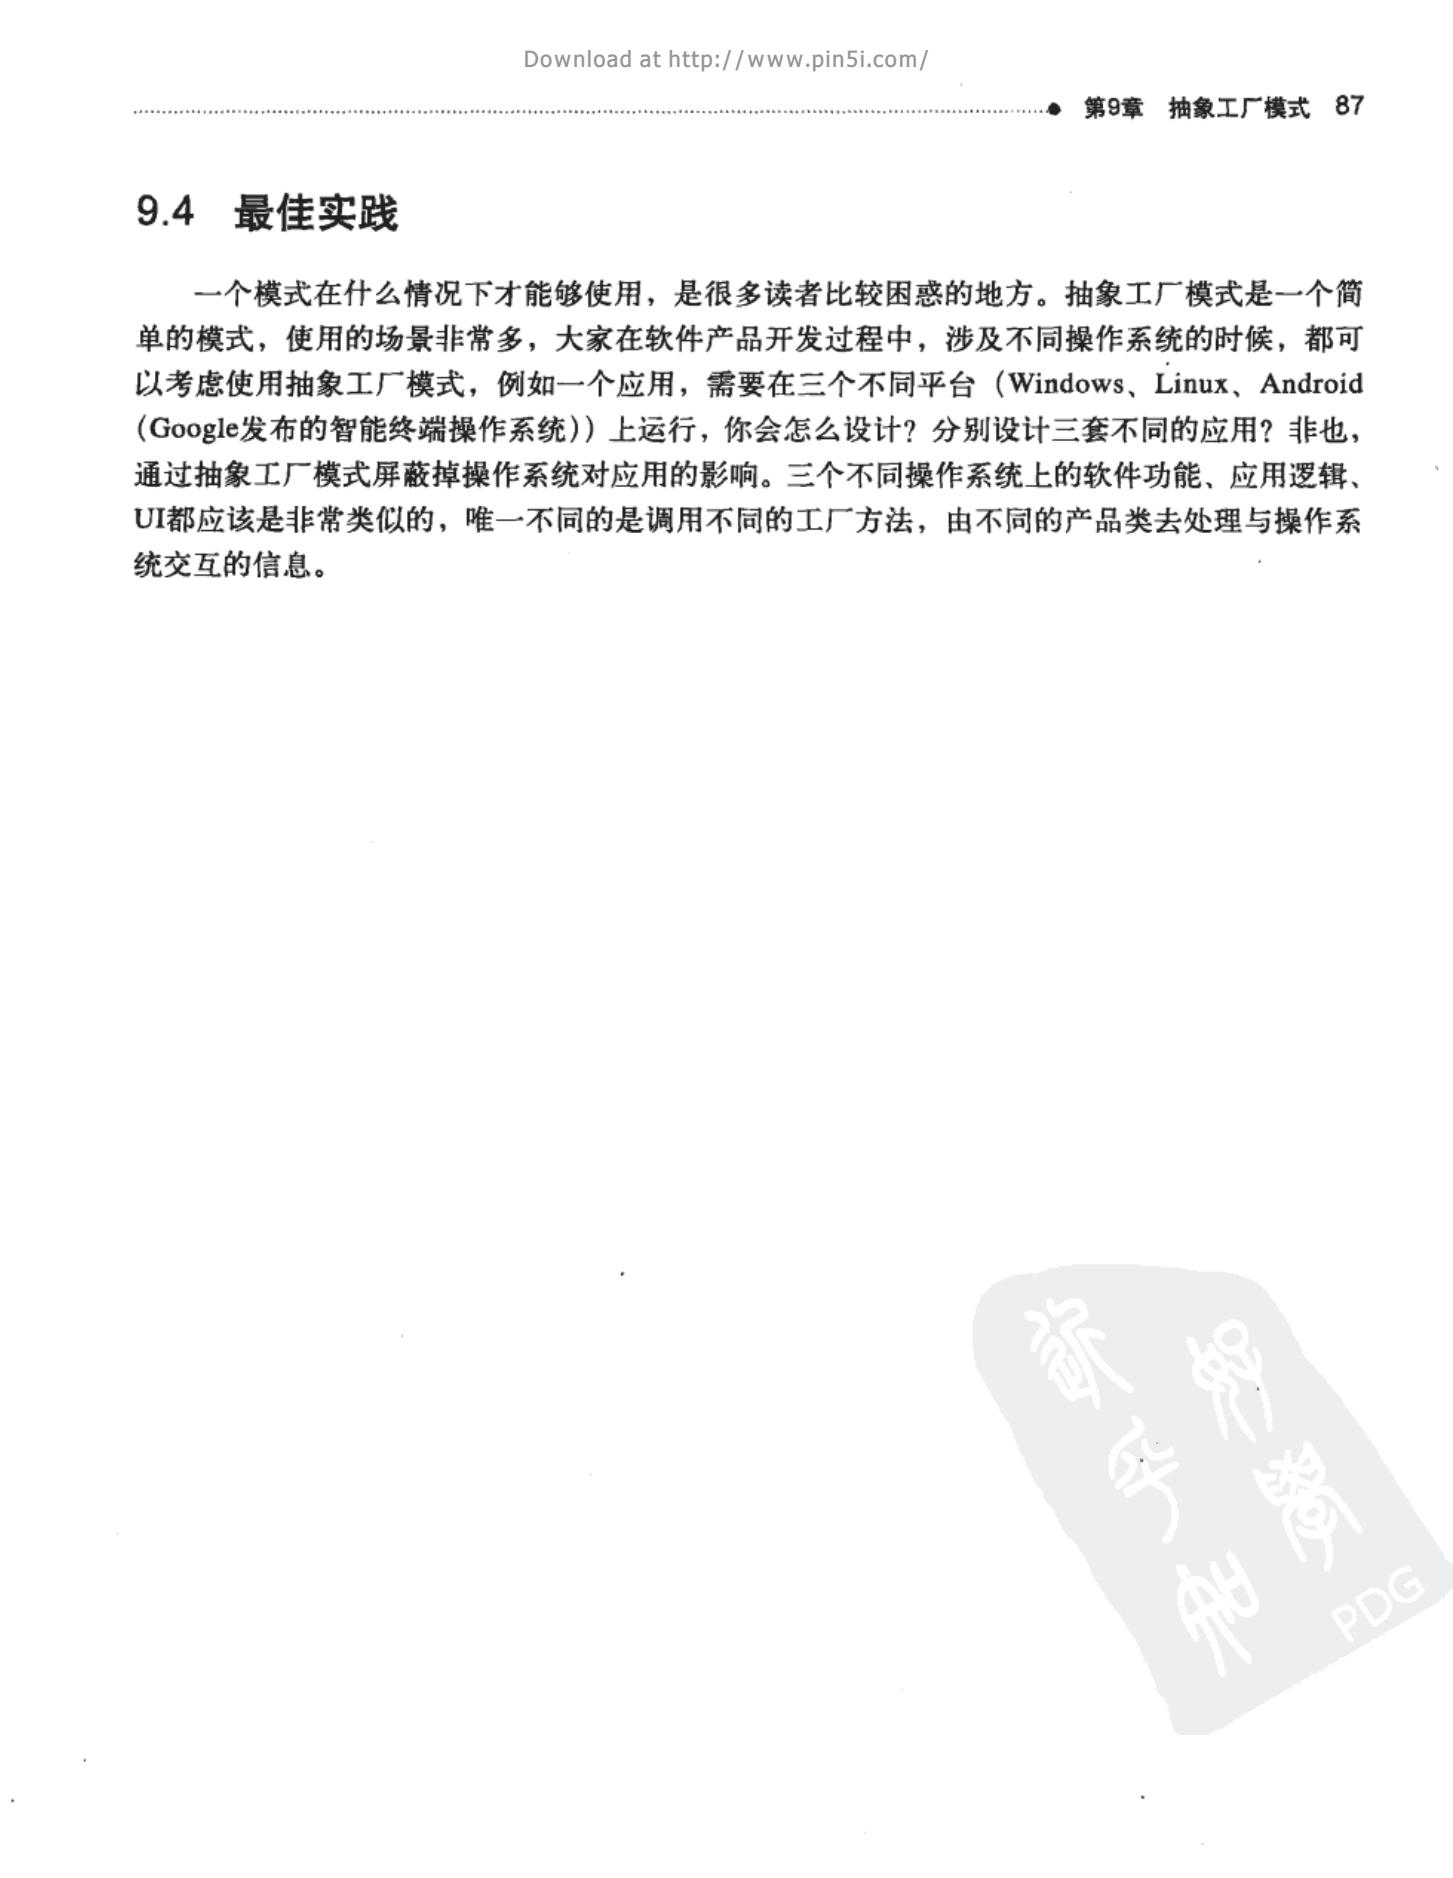 Download at http://www.pin5i.com/
第9章 抽象工厂模式 87
9.4 最佳实践
一个模式在什么情况下才能够使用，是很多读者比较困惑的地方。抽象工厂模式是一个简
单的模式，使用的场景非常多，大家在软件产品开发过程中，涉及不同操作系统的时候，都可
以考虑使用抽象工厂模式，例如一个应用，需要在三个不同平台（Windows、Linux、Android
（Google发布的智能终端操作系统））上运行，你会怎么设计？分别设计三套不同的应用？非也，
通过抽象工厂模式屏蔽掉操作系统对应用的影响。三个不同操作系统上的软件功能、应用逻辑、
UI都应该是非常类似的，唯一不同的是调用不同的工厂方法，由不同的产品类去处理与操作系
统交互的信息。
PDG